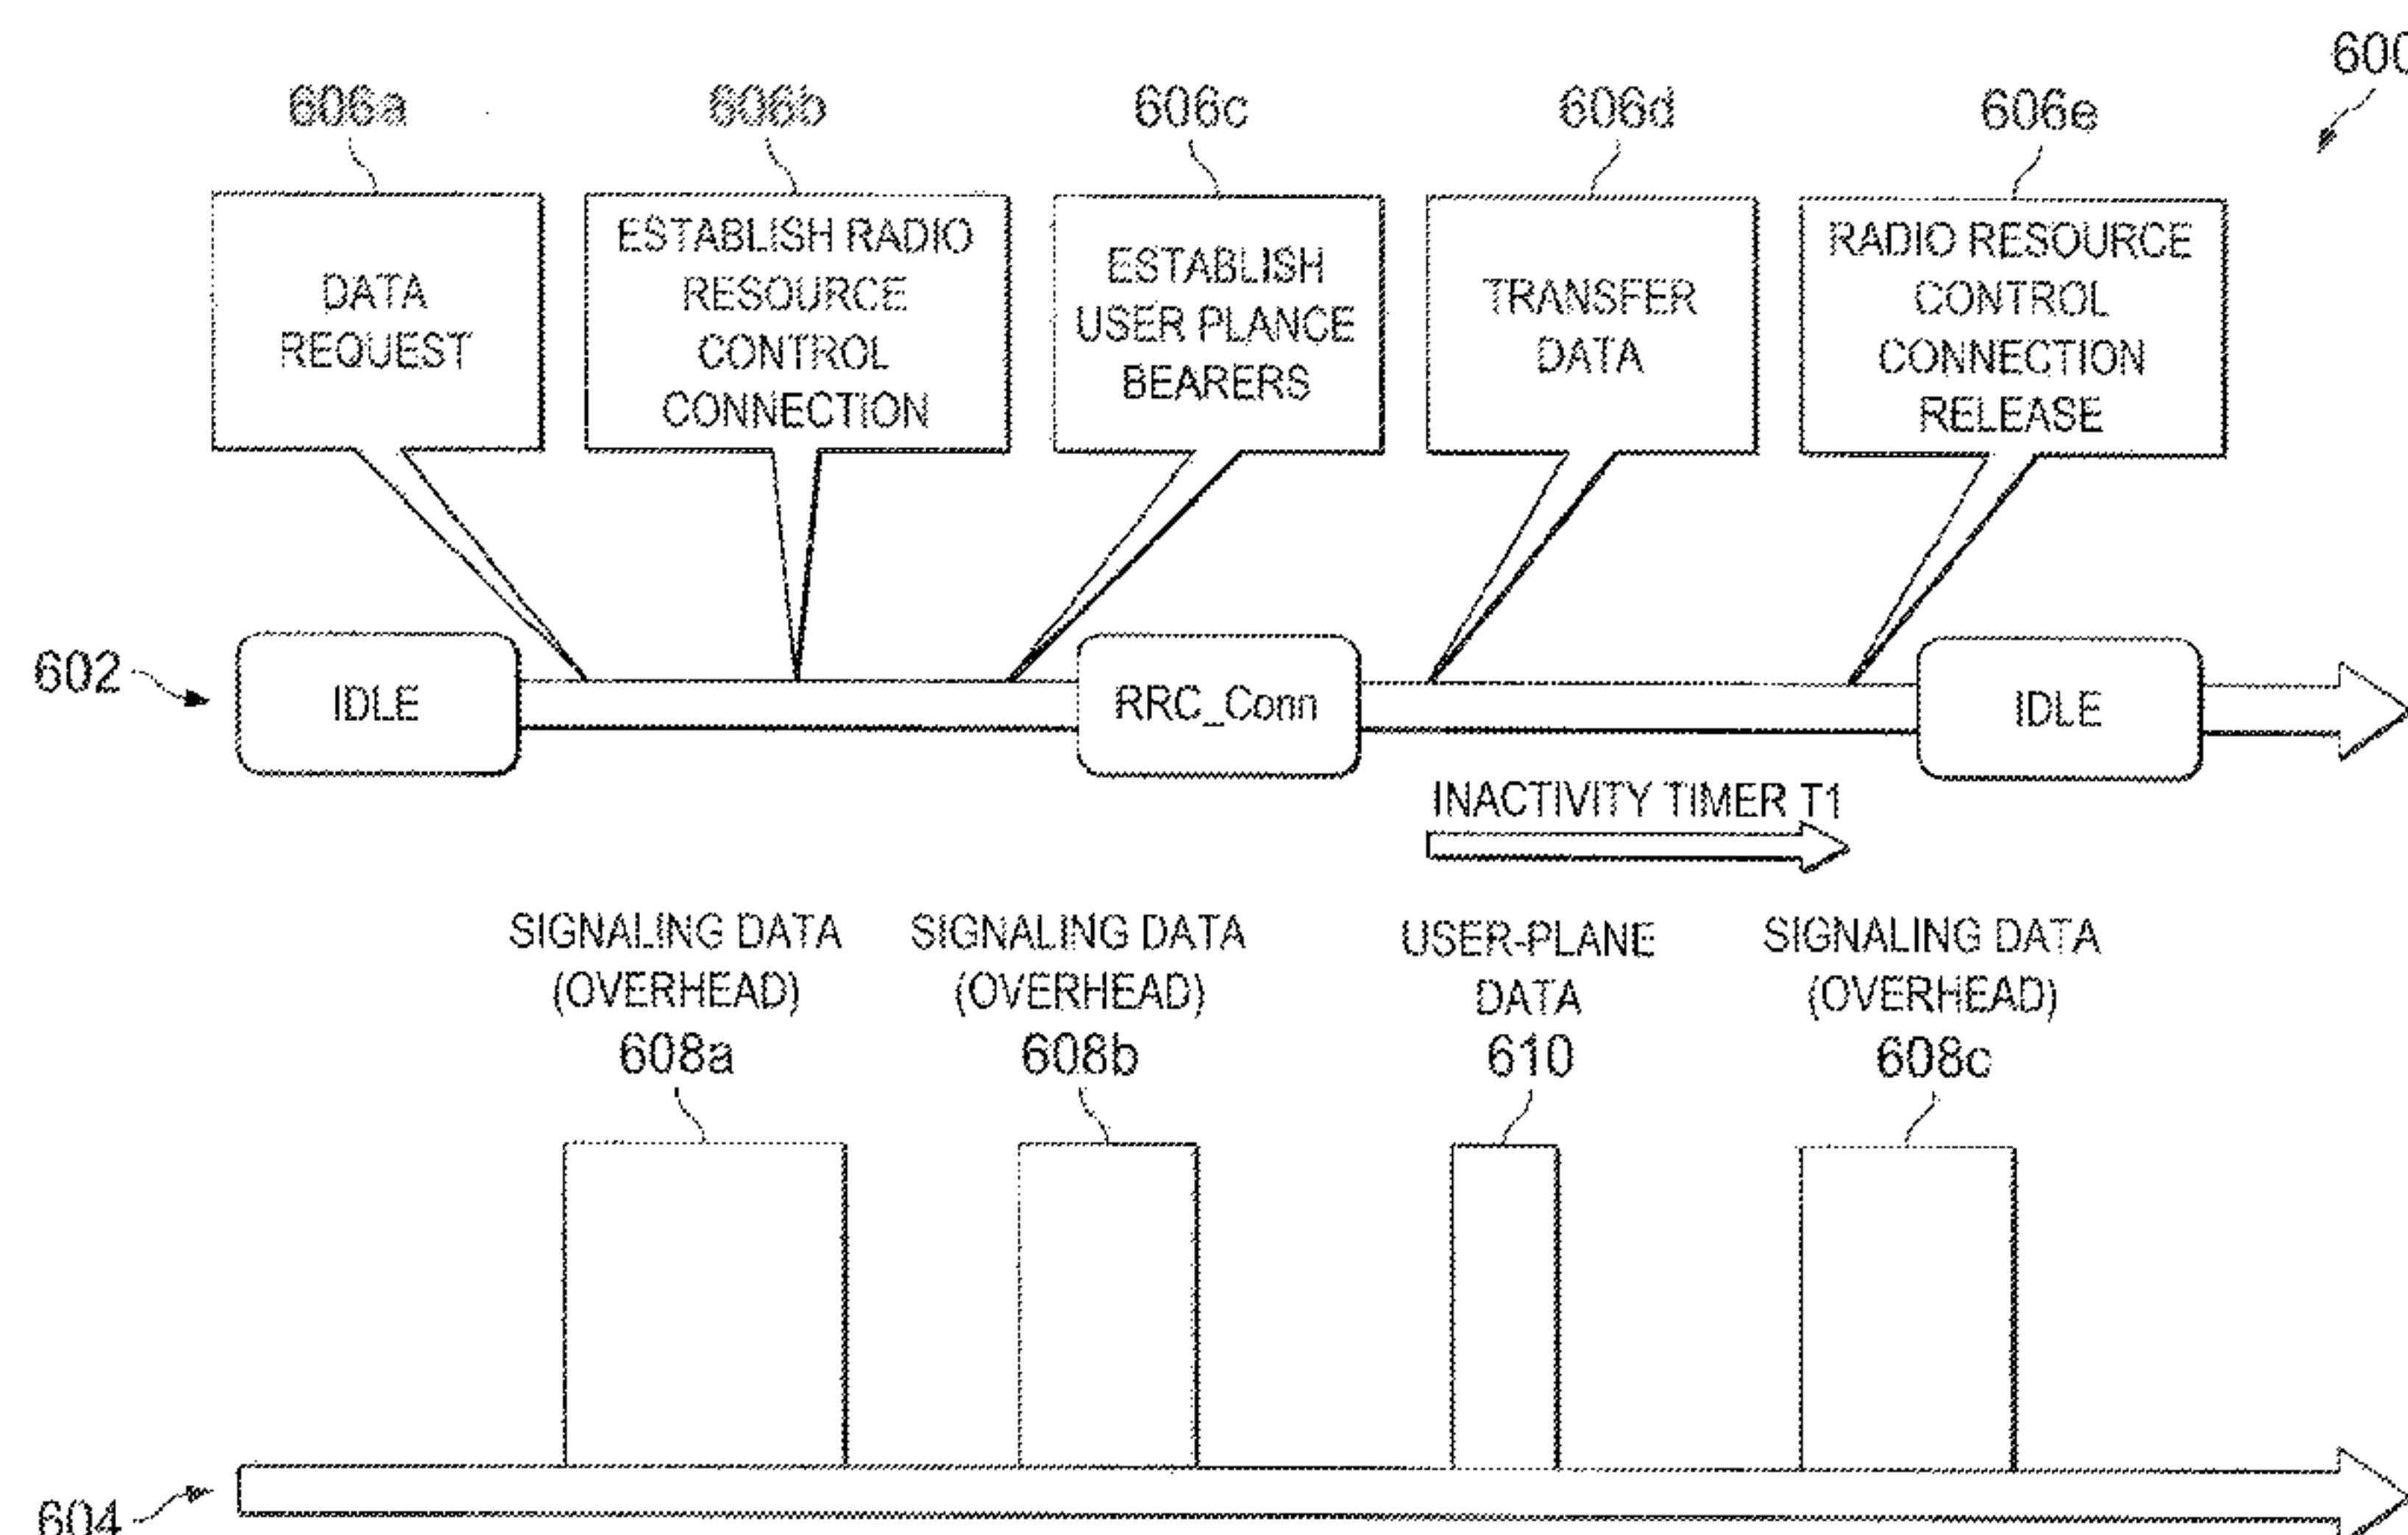 600
606a
606b
606c
606d
606e
DATA
REQUEST
ESTABLISH RADIO
RESOURCE
CONTROL
CONNECTION
ESTABLISH
USER PLANCE
BEARERS
TRANSFER
DATA
RADIO RESOURCE
CONTROL
CONNECTION
RELEASE
602
IDLE
RRC_Conn
IDLE
INACTIVITY TIMER T1
SIGNALING DATA
(OVERHEAD)
608a
SIGNALING DATA
(OVERHEAD)
608b
USER-PLANE
DATA
610
SIGNALING DATA
(OVERHEAD)
608c
604